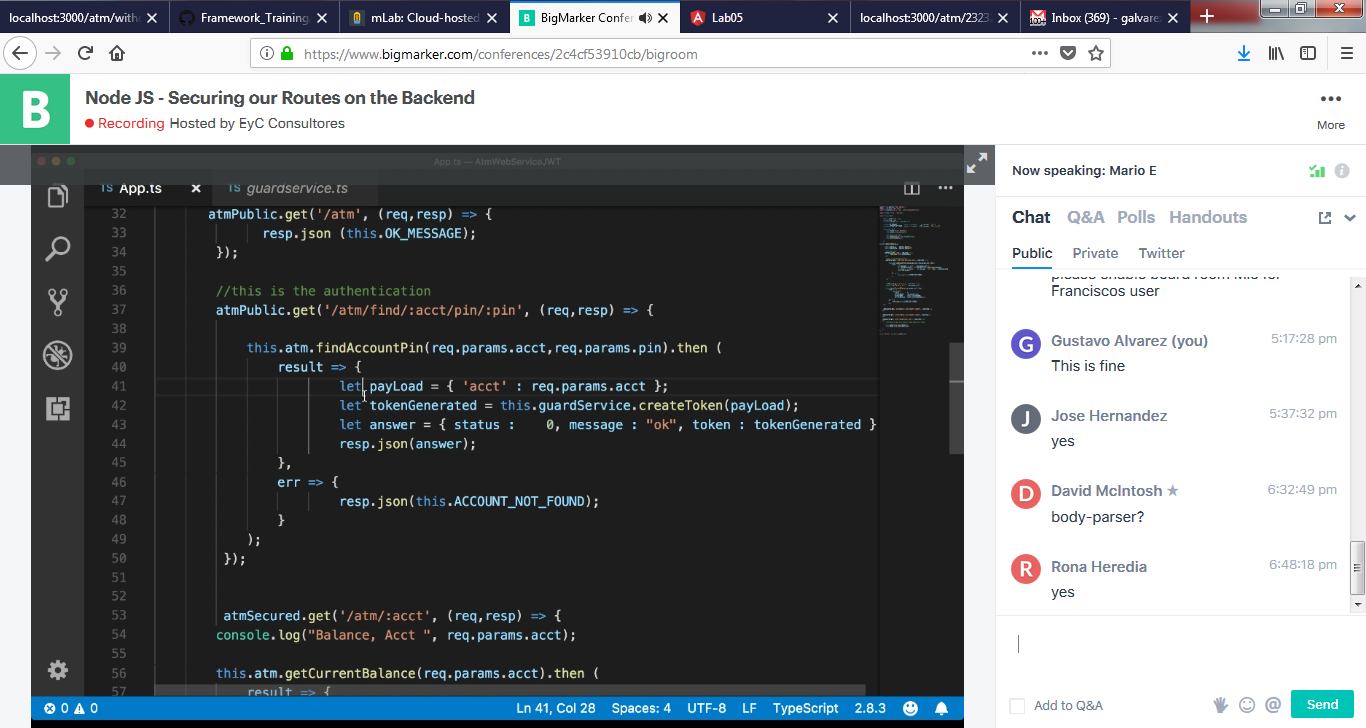 localhost:3000/atm/with
Framework_Training
mLab: Cloud-hosted
BigMarker Confer
Lab05
localhost:3000/atm/2323
Inbox (369) - galvare
https://www.bigmarker.com/conferences/2c4cf53910cb/bigroom
B
Node JS - Securing our Routes on the Backend
Recording Hosted by EyC Consultores
More
App.ts — AtmWebServiceJWT
TS App.ts
TS guardservice.ts
32 atmPublic.get('/atm', (req,resp) => {
33 resp.json (this.OK_MESSAGE);
34 });
35
36 //this is the authentication
37 atmPublic.get('/atm/find/:acct/pin/:pin', (req,resp) => {
38
39 this.atm.findAccountPin(req.params.acct,req.params.pin).then (
40 result => {
41 let payLoad = { 'acct' : req.params.acct };
42 let tokenGenerated = this.guardService.createToken(payLoad);
43 let answer = { status : 0, message : "ok", token : tokenGenerated }
44 resp.json(answer);
45 },
46 err => {
47 resp.json(this.ACCOUNT_NOT_FOUND);
48 }
49 );
50 });
51
52
53 atmSecured.get('/atm/:acct', (req,resp) => {
54 console.log("Balance, Acct ", req.params.acct);
55
56 this.atm.getCurrentBalance(req.params.acct).then (
57 result => {
0 0 Ln 41, Col 28 Spaces: 4 UTF-8 LF TypeScript 2.8.3
Now speaking: Mario E
Chat Q&A Polls Handouts
Public Private Twitter
please enable board room Mic for
Franciscos user
G
Gustavo Alvarez (you) 5:17:28 pm
This is fine
J
Jose Hernandez 5:37:32 pm
yes
D
David McIntosh 6:32:49 pm
body-parser?
R
Rona Heredia 6:48:18 pm
yes
Add to Q&A
Send